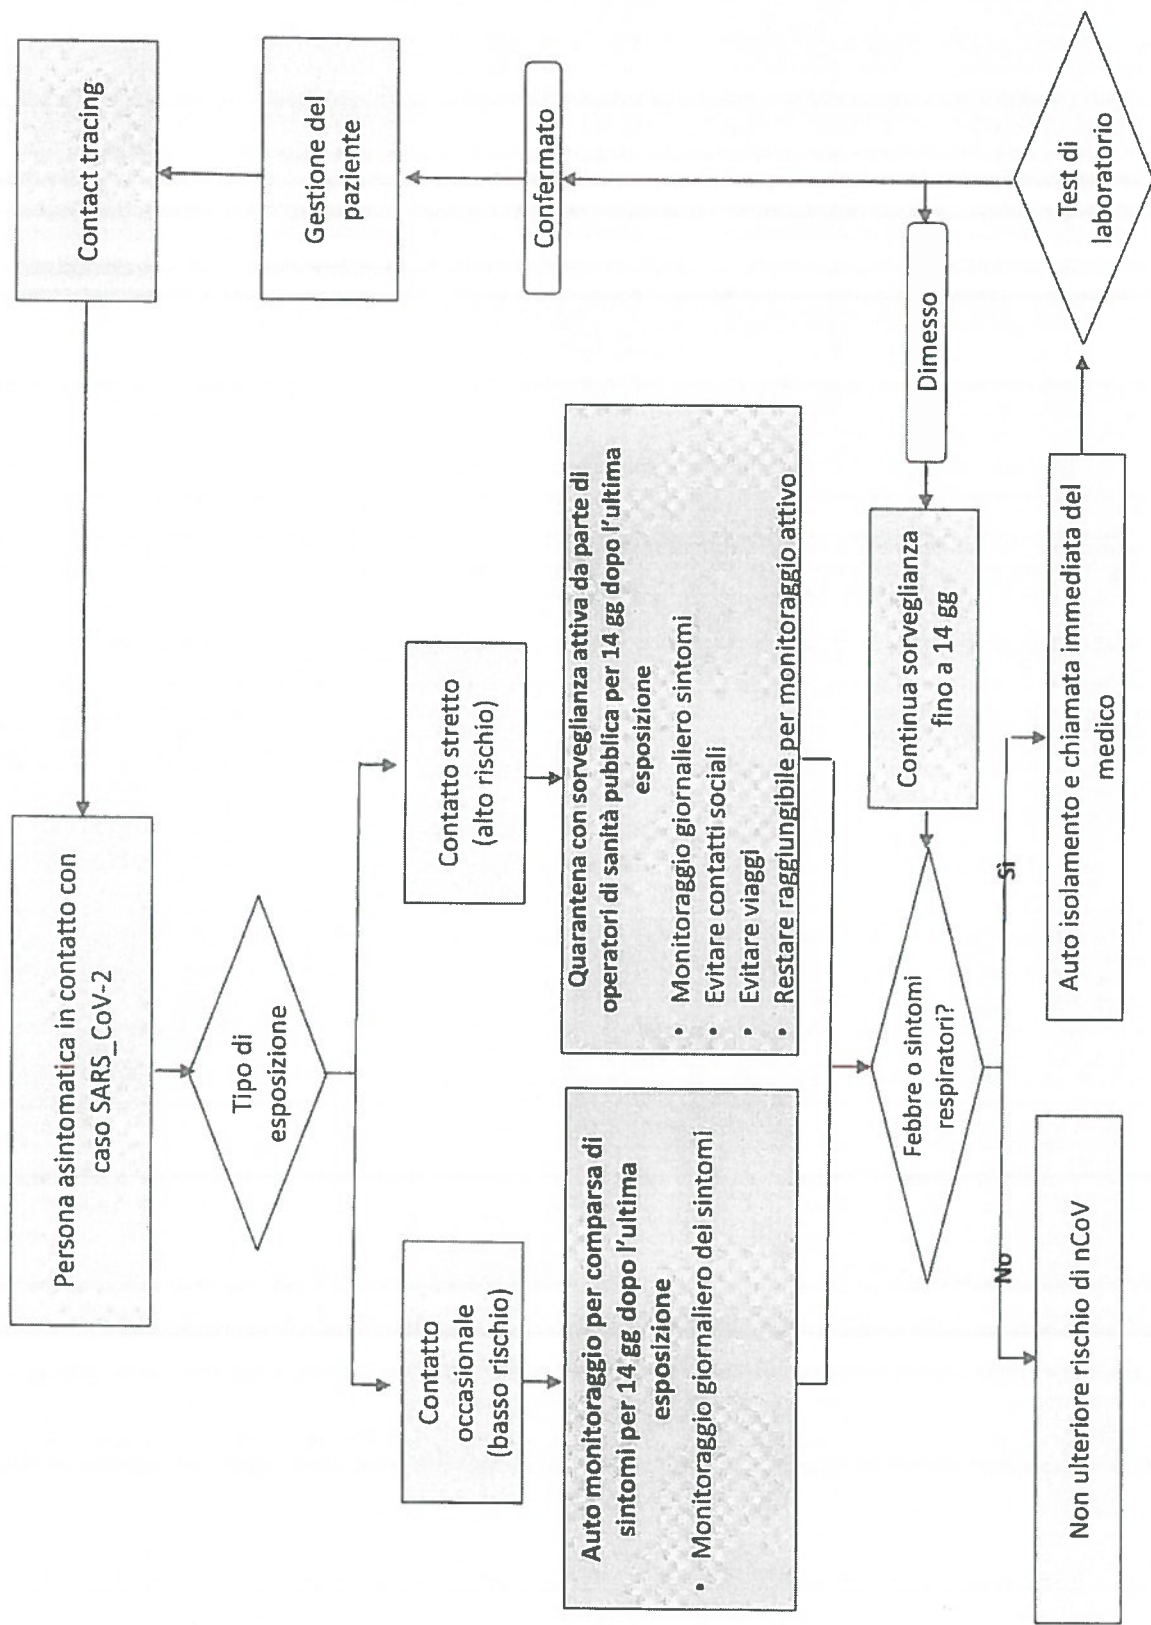 Persona asintomatica in contatto con
caso SARS_CoV-2
Contact tracing
Tipo di
esposizione
Gestione del
paziente
Contatto
occasionale
(basso rischio)
Contatto stretto
(alto rischio)
Confermato
Auto monitoraggio per comparsa di
sintomi per 14 gg dopo l'ultima
esposizione
• Monitoraggio giornaliero dei sintomi
Quarantena con sorveglianza attiva da parte di
operatori di sanità pubblica per 14 gg dopo l'ultima
esposizione
• Monitoraggio giornaliero sintomi
• Evitare contatti sociali
• Evitare viaggi
• Restare raggiungibile per monitoraggio attivo
Febbre o sintomi
respiratori?
Continua sorveglianza
fino a 14 gg
Dimesso
No
Sì
Non ulteriore rischio di nCoV
Auto isolamento e chiamata immediata del
medico
Test di
laboratorio